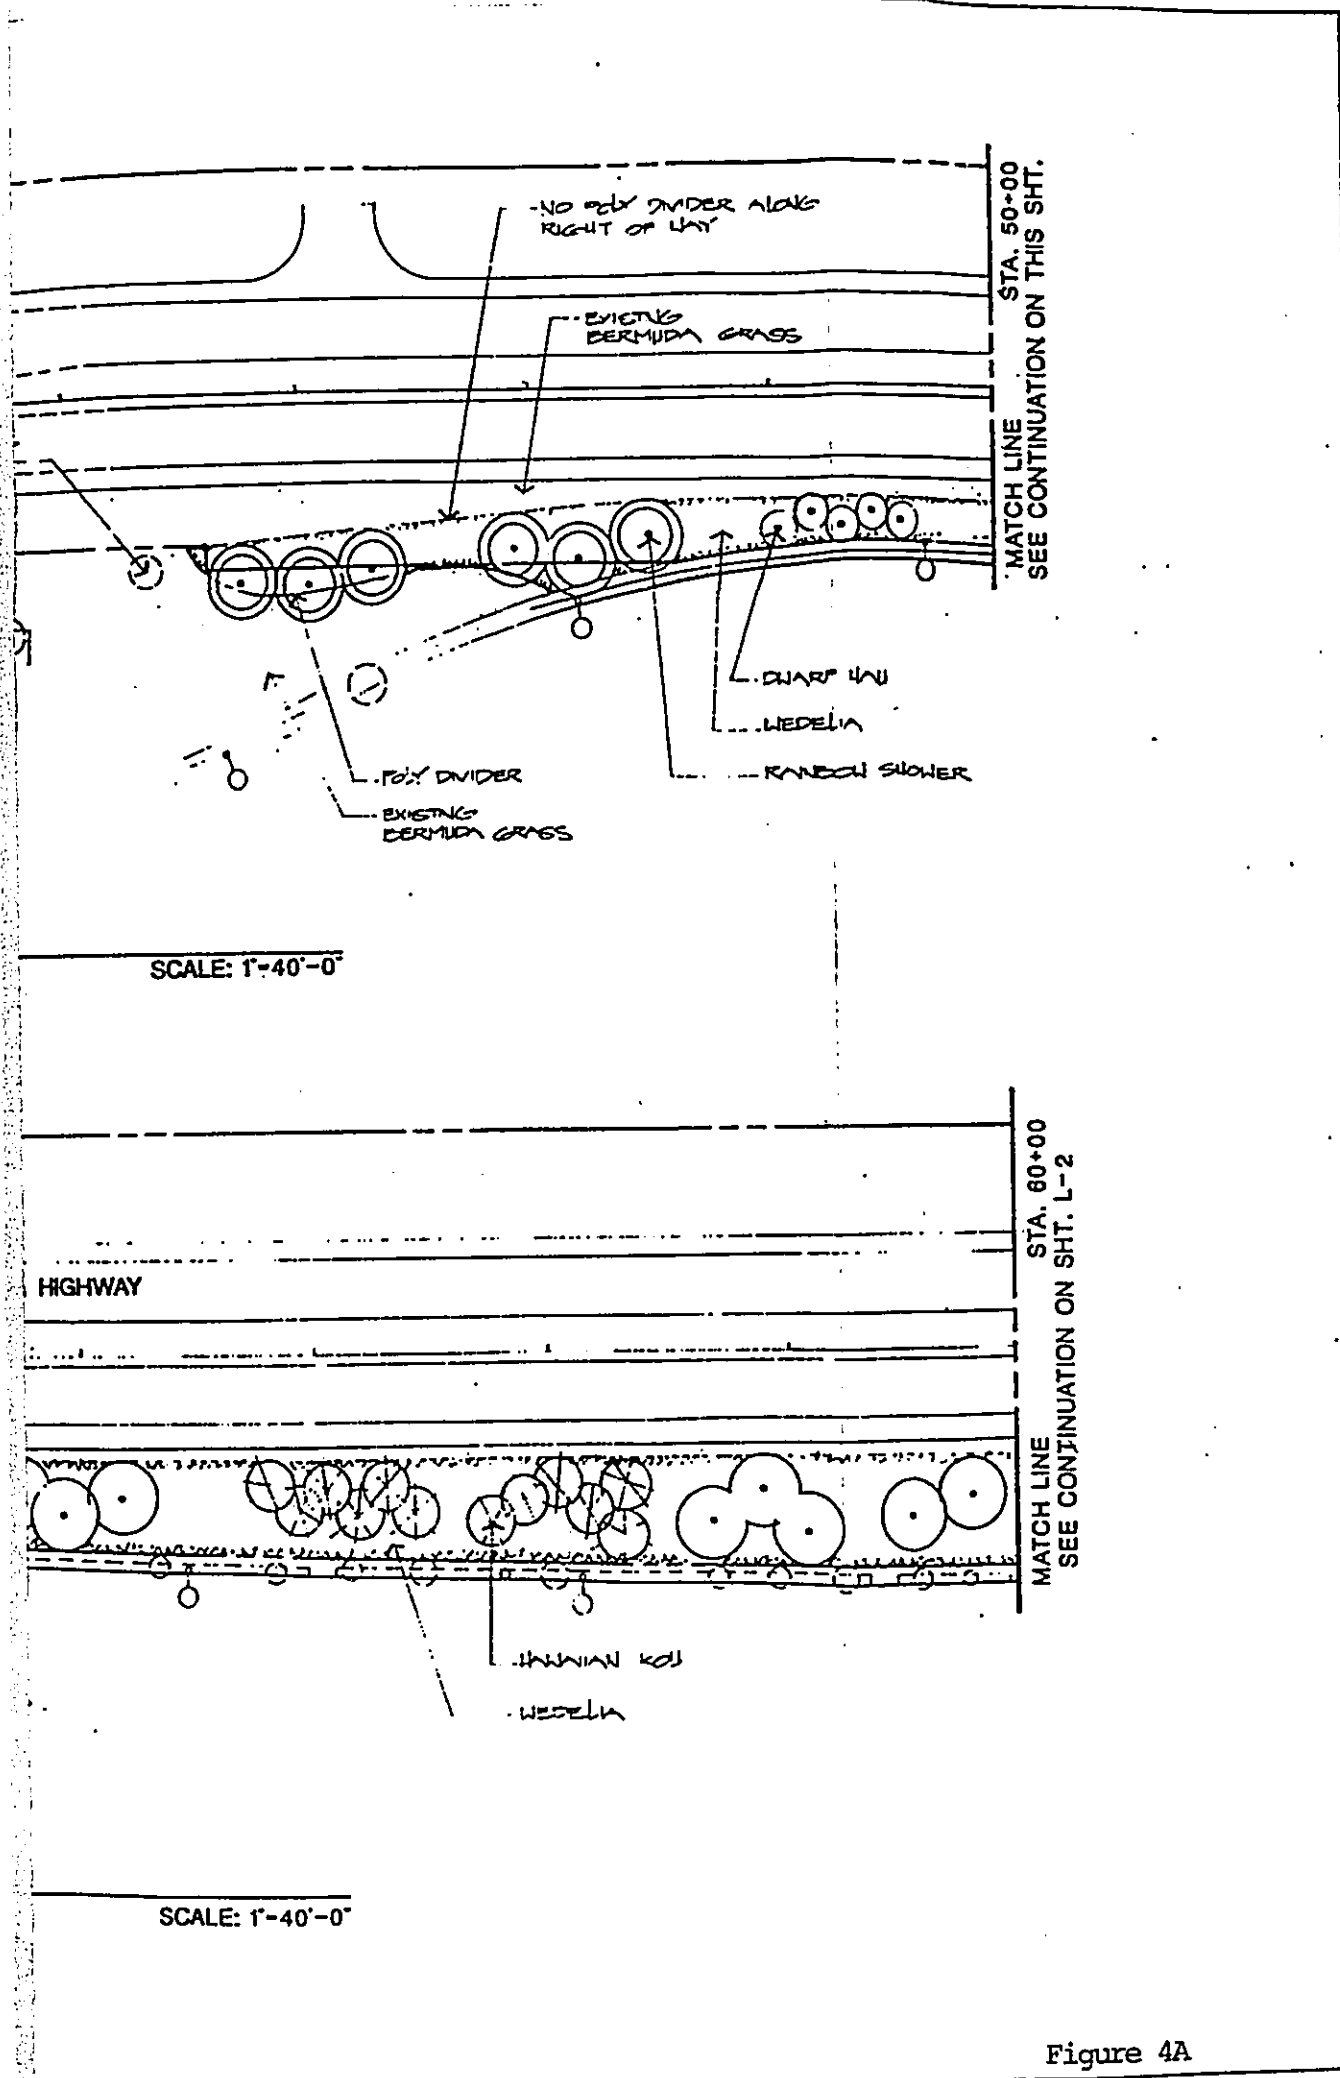 -NO POLY DIVIDER ALONG
RIGHT OF WAY
STA. 50+00
MATCH LINE
SEE CONTINUATION ON THIS SHT.
EXISTING
BERMUDA GRASS
DWARF HAU
WEDELIA
RAINBOW SHOWER
POLY DIVIDER
EXISTING
BERMUDA GRASS
SCALE: 1"-40'-0"
STA. 60+00
MATCH LINE
SEE CONTINUATION ON SHT. L-2
HIGHWAY
HAWAIIAN KOU
WEDELIA
SCALE: 1"-40'-0"
Figure 4A